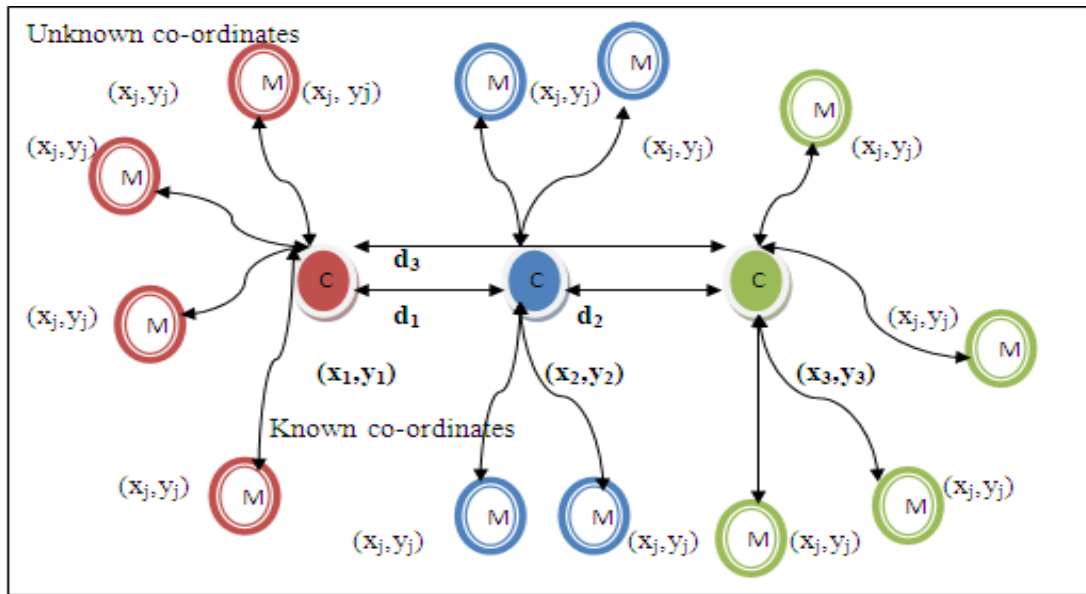 Unknown co-ordinates
M
M
M
(xⱼ,yⱼ)
(xⱼ, yj)
(xⱼ,yⱼ)
M
(xⱼ,yⱼ)
(xⱼ,yⱼ)
(xⱼ,yⱼ)
M
(xⱼ,yⱼ)
d₃
C
C
C
(xⱼ,yⱼ)
M
d₁
d₂
(xⱼ,yⱼ)
M
(x₁,y₁)
(x₂,y₂)
(x₃,y₃)
Known co-ordinates
(xⱼ,yⱼ)
M
M
M
M
(xⱼ,yⱼ)
(xⱼ,yⱼ)
(xⱼ,yⱼ)
M
(xⱼ,yⱼ)